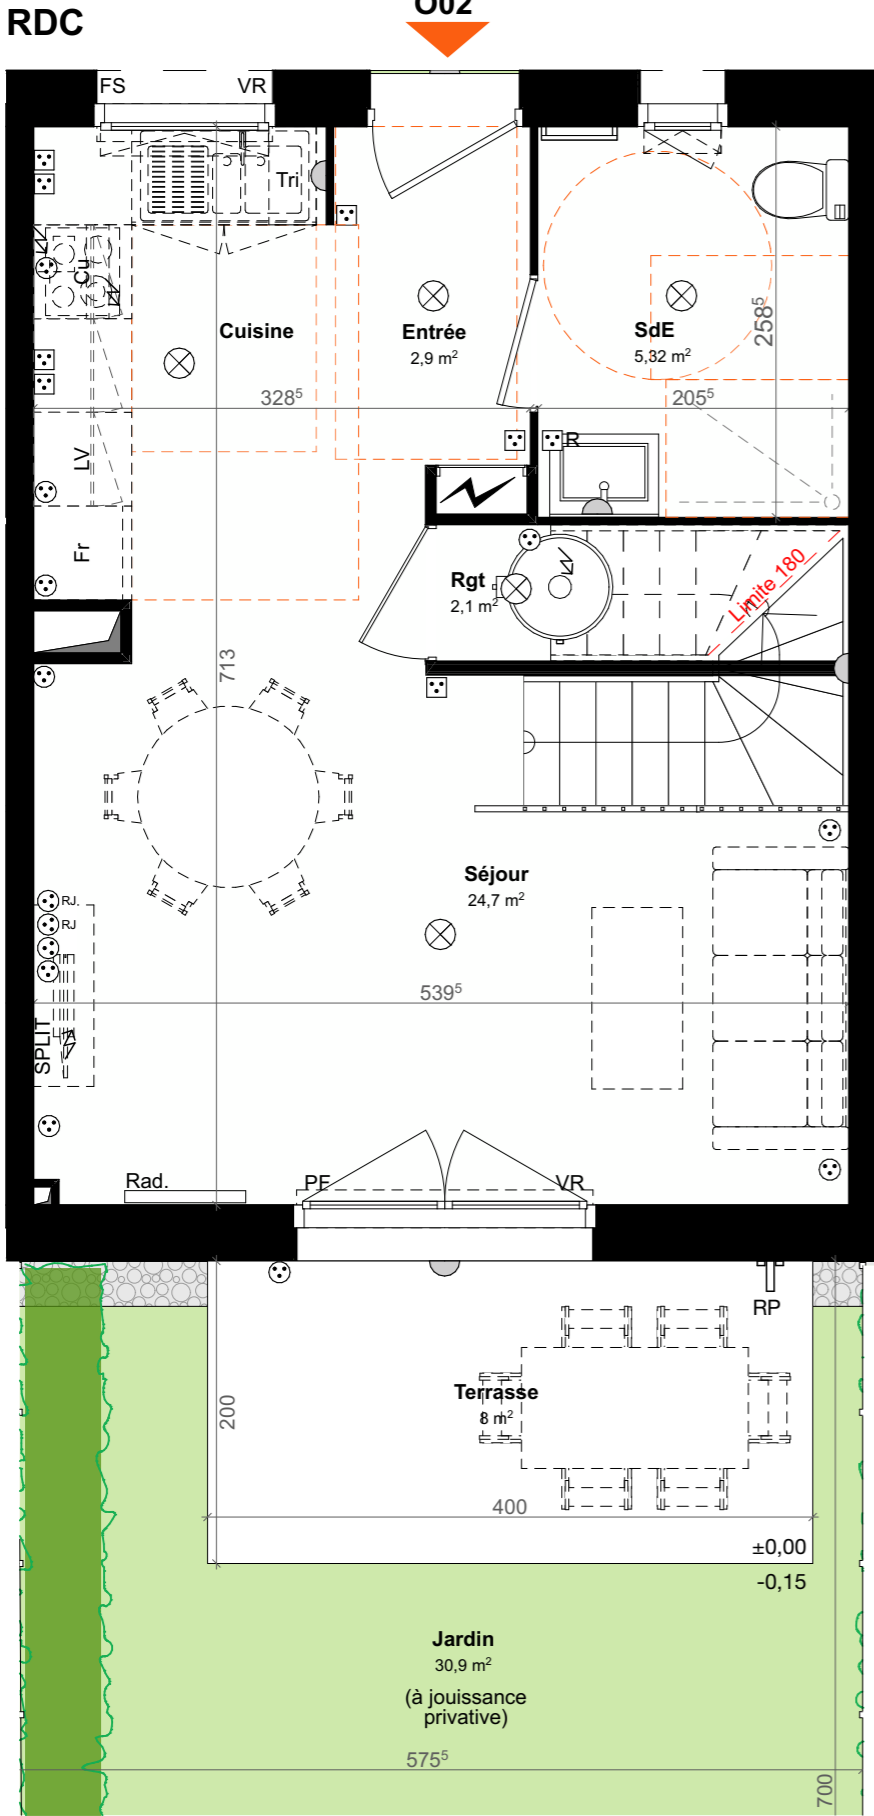 RDC
O02
FS VR
Tri
Cu
Cuisine
Entrée
2,9 m²
SdE
5,32 m²
258⁵
328⁵
205⁵
LV
R
Fr
Rgt
2,1 m²
Limite 180
713
Séjour
24,7 m²
RJ.
RJ
539⁵
SPLIT
Rad.
PF VR
RP
Terrasse
8 m²
200
400
±0,00
-0,15
Jardin
30,9 m²
(à jouissance
privative)
575⁵
700